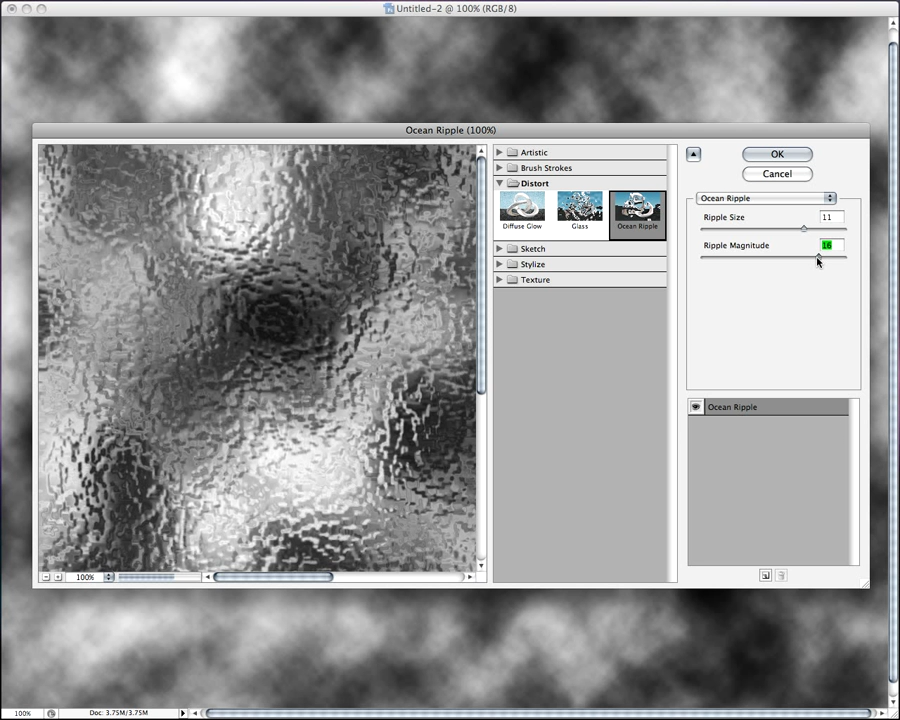 Untitled-2 @ 100% (RGB/8)
Ocean Ripple (100%)
Artistic
Brush Strokes
Distort
Diffuse Glow
Glass
Ocean Ripple
Sketch
Stylize
Texture
OK
Cancel
Ocean Ripple
Ripple Size 11
Ripple Magnitude 16
Ocean Ripple
100%
100% Doc: 3.75M/3.75M